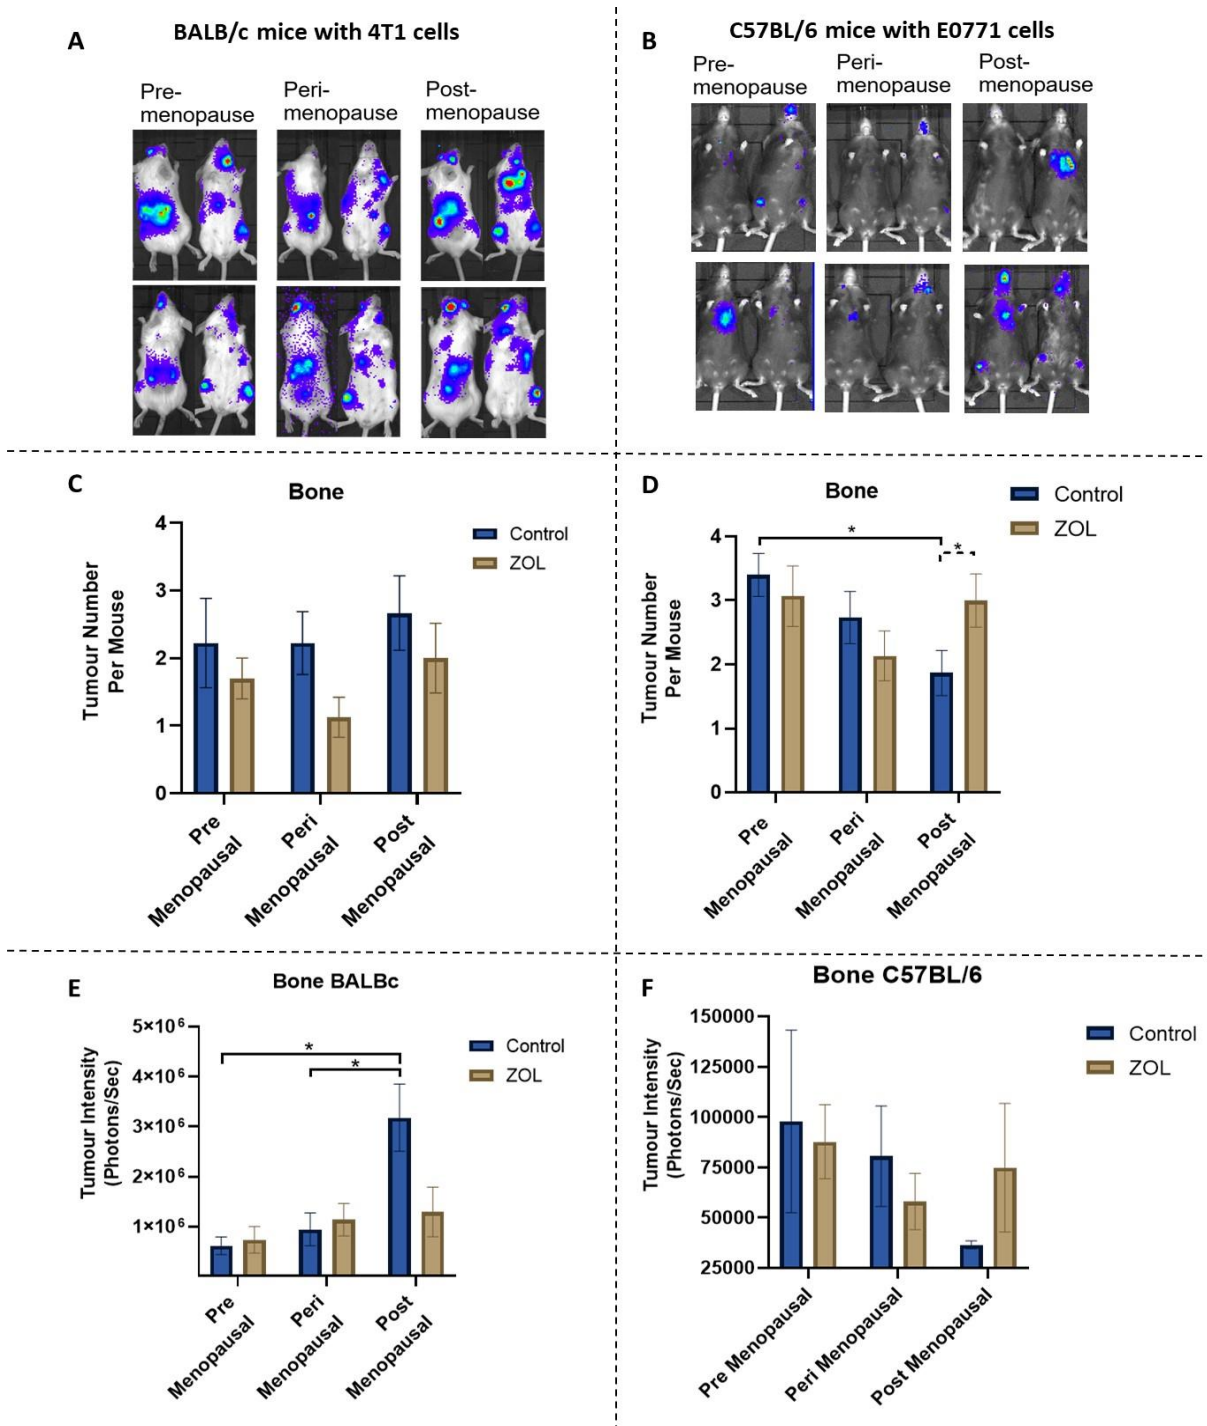 A
BALB/c mice with 4T1 cells
Pre-
menopause
Peri-
menopause
Post-
menopause
B
C57BL/6 mice with E0771 cells
Pre-
menopause
Peri-
menopause
Post-
menopause
C
Bone
Control
ZOL
Tumour Number
Per Mouse
4
3
2
1
0
Pre
Menopausal
Peri
Menopausal
Post
Menopausal
D
Bone
Control
ZOL
Tumour Number
Per Mouse
4
3
2
1
0
*
*
Pre
Menopausal
Peri
Menopausal
Post
Menopausal
E
Bone BALBc
Control
ZOL
Tumour Intensity
(Photons/Sec)
5×10⁶
4×10⁶
3×10⁶
2×10⁶
1×10⁶
*
*
Pre
Menopausal
Peri
Menopausal
Post
Menopausal
F
Bone C57BL/6
Control
ZOL
Tumour Intensity
(Photons/Sec)
150000
125000
100000
75000
50000
25000
Pre Menopausal
Peri Menopausal
Post Menopausal